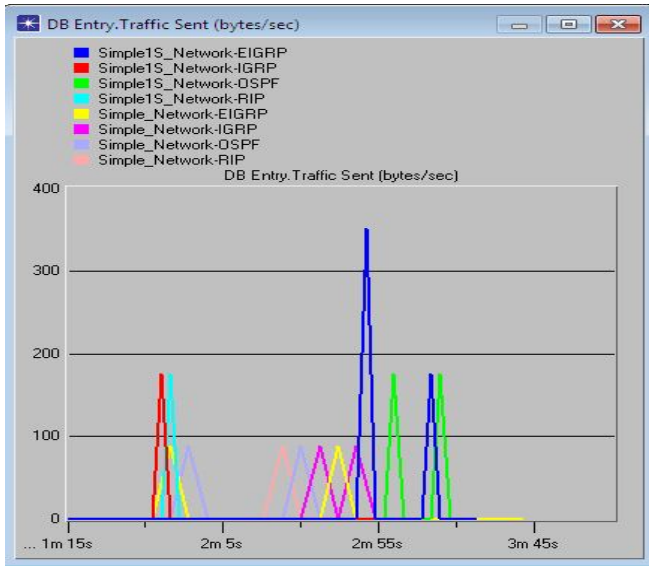 DB Entry.Traffic Sent (bytes/sec)
Simple1S_Network-EIGRP
Simple1S_Network-IGRP
Simple1S_Network-OSPF
Simple1S_Network-RIP
Simple_Network-EIGRP
Simple_Network-IGRP
Simple_Network-OSPF
Simple_Network-RIP
DB Entry.Traffic Sent (bytes/sec)
400
300
200
100
0
... 1m 15s 2m 5s 2m 55s 3m 45s